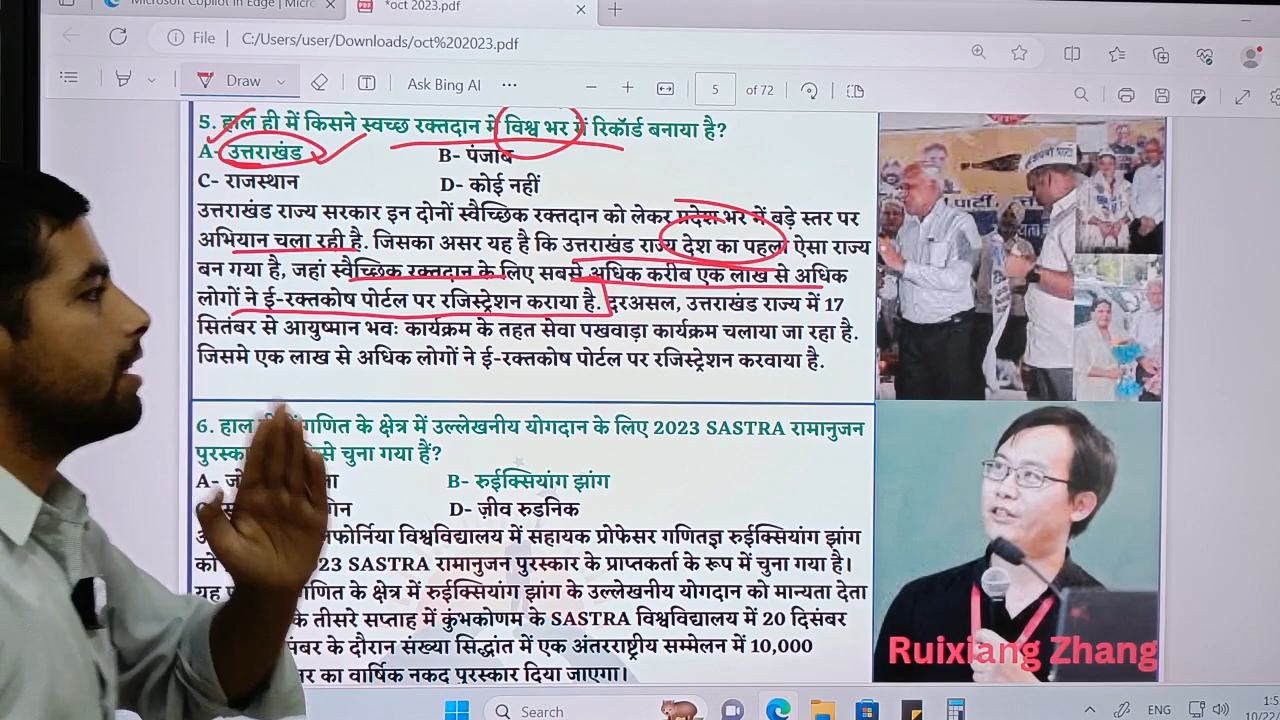 Microsoft Copilot in Edge | Micr
*oct 2023.pdf
File | C:/Users/user/Downloads/oct%202023.pdf
Draw
Ask Bing AI
5 of 72
5. हाल ही में किसने स्वच्छ रक्तदान में विश्व भर में रिकॉर्ड बनाया है?
A- उत्तराखंड B- पंजाब
C- राजस्थान D- कोई नहीं
उत्तराखंड राज्य सरकार इन दोनों स्वैच्छिक रक्तदान को लेकर प्रदेश भर में बड़े स्तर पर
अभियान चला रही है. जिसका असर यह है कि उत्तराखंड राज्य देश का पहला ऐसा राज्य
बन गया है, जहां स्वैच्छिक रक्तदान के लिए सबसे अधिक करीब एक लाख से अधिक
लोगों ने ई-रक्तकोष पोर्टल पर रजिस्ट्रेशन कराया है. दरअसल, उत्तराखंड राज्य में 17
सितंबर से आयुष्मान भवः कार्यक्रम के तहत सेवा पखवाड़ा कार्यक्रम चलाया जा रहा है.
जिसमे एक लाख से अधिक लोगों ने ई-रक्तकोष पोर्टल पर रजिस्ट्रेशन करवाया है.
6. हाल गणित के क्षेत्र में उल्लेखनीय योगदान के लिए 2023 SASTRA रामानुजन
चुना गया हैं?
B- रुईक्सियांग झांग
D- ज़ीव रुडनिक
विश्वविद्यालय में सहायक प्रोफेसर गणितज्ञ रुईक्सियांग झांग
को SASTRA रामानुजन पुरस्कार के प्राप्तकर्ता के रूप में चुना गया है।
यह गणित के क्षेत्र में रुईक्सियांग झांग के उल्लेखनीय योगदान को मान्यता देता
के तीसरे सप्ताह में कुंभकोणम के SASTRA विश्वविद्यालय में 20 दिसंबर
के दौरान संख्या सिद्धांत में एक अंतरराष्ट्रीय सम्मेलन में 10,000
का वार्षिक नकद पुरस्कार दिया जाएगा।
Ruixiang Zhang
Search
ENG